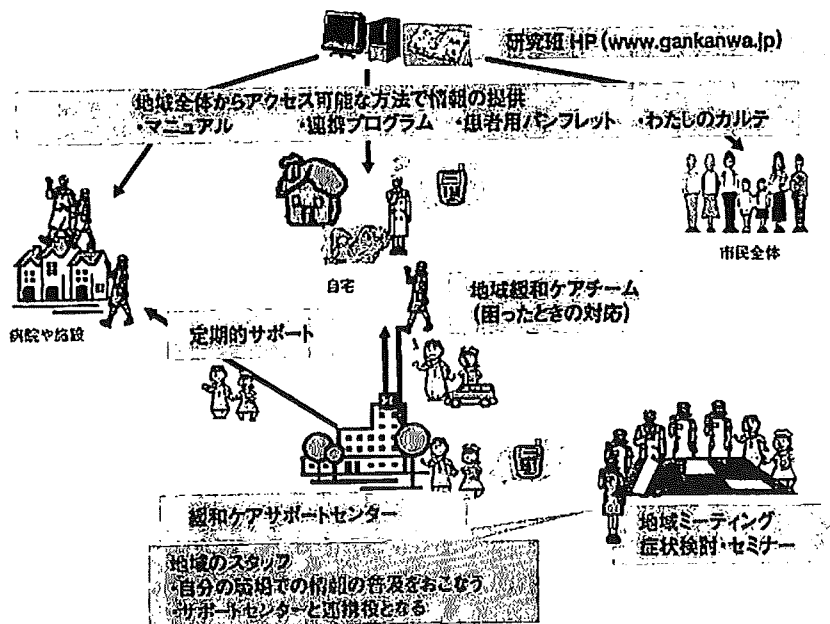 研究班 HP (www.gankanwa.jp)
地域全体からアクセス可能な方法で情報の提供
・マニュアル ・連携プログラム ・患者用パンフレット ・わたしのカルテ
市民全体
自宅
地域緩和ケアチーム
(困ったときの対応)
病院や施設
定期的サポート
緩和ケアサポートセンター
地域ミーティング
症状検討・セミナー
地域のスタッフ
・自分の職場での情報の普及をおこなう
・サポートセンターと連携役となる